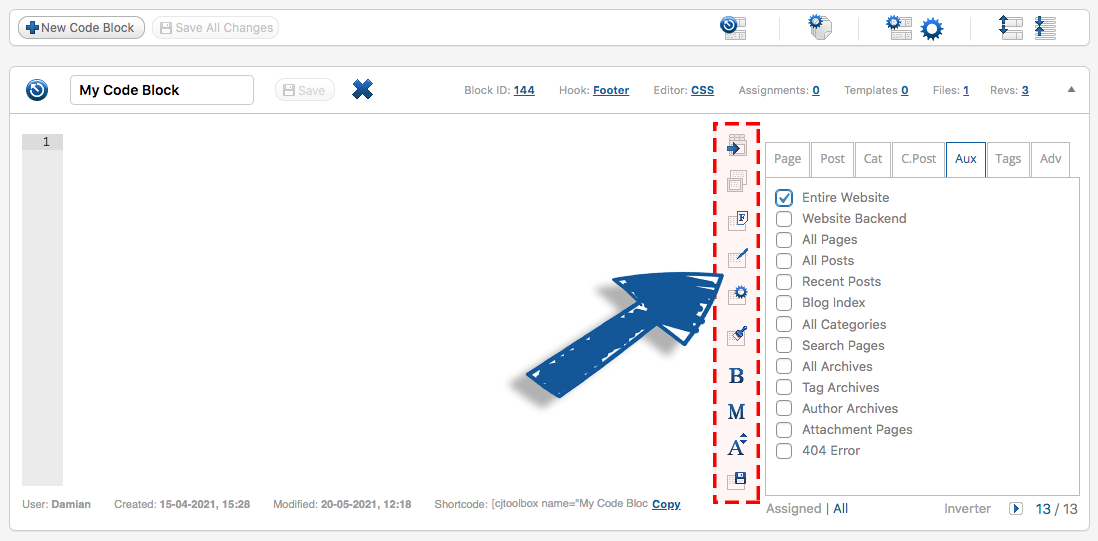 New Code Block Save All Changes
My Code Block Save Block ID: 144 Hook: Footer Editor: CSS Assignments: 0 Templates 0 Files: 1 Revs: 3
1
Page Post Cat C.Post Aux Tags Adv
Entire Website
Website Backend
All Pages
All Posts
Recent Posts
Blog Index
All Categories
Search Pages
All Archives
Tag Archives
Author Archives
Attachment Pages
404 Error
F
B
M
A
User: Damian Created: 15-04-2021, 15:28 Modified: 20-05-2021, 12:18 Shortcode: [cjtoolbox name="My Code Bloc Copy
Assigned | All Inverter 13 / 13